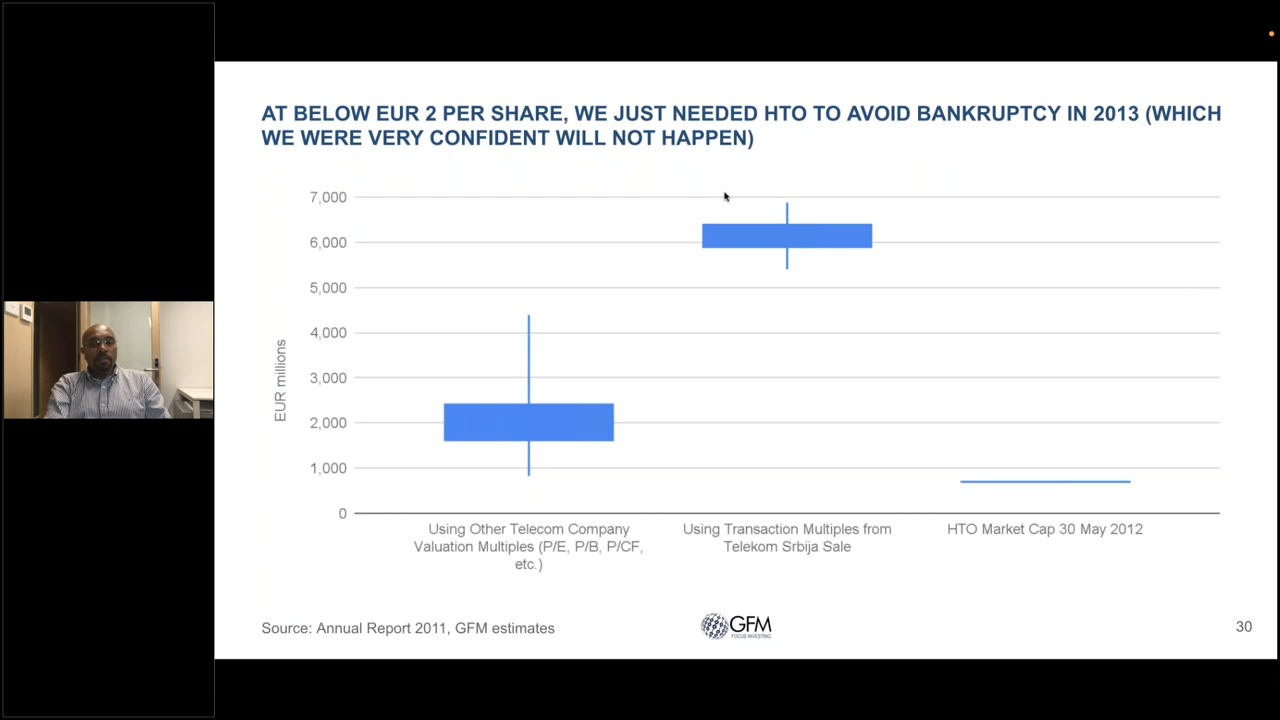 AT BELOW EUR 2 PER SHARE, WE JUST NEEDED HTO TO AVOID BANKRUPTCY IN 2013 (WHICH
WE WERE VERY CONFIDENT WILL NOT HAPPEN)
7,000
6,000
5,000
4,000
3,000
2,000
1,000
0
EUR millions
Using Other Telecom Company
Valuation Multiples (P/E, P/B, P/CF,
etc.)
Using Transaction Multiples from
Telekom Srbija Sale
HTO Market Cap 30 May 2012
Source: Annual Report 2011, GFM estimates
GFM
FOCUS INVESTING
30